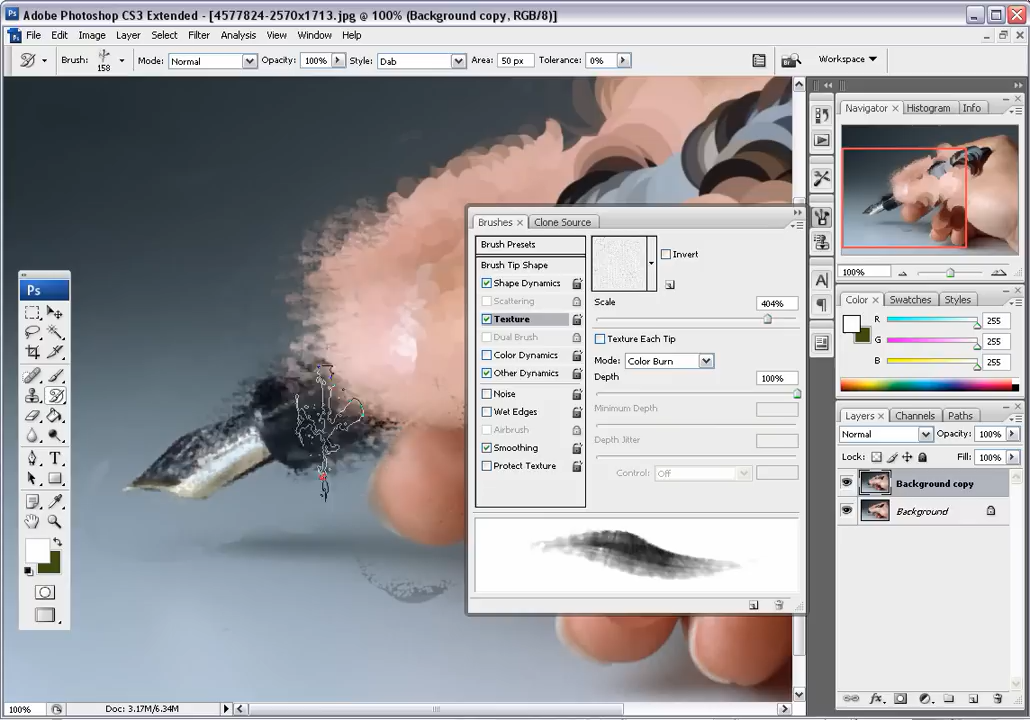 Adobe Photoshop CS3 Extended - [4577824-2570x1713.jpg @ 100% (Background copy, RGB/8)]
File Edit Image Layer Select Filter Analysis View Window Help
Brush: 158 Mode: Normal Opacity: 100% Style: Dab Area: 50 px Tolerance: 0% Workspace
Navigator Histogram Info
Brushes Clone Source
Brush Presets
Brush Tip Shape
Shape Dynamics
Scattering
Texture
Dual Brush
Color Dynamics
Other Dynamics
Noise
Wet Edges
Airbrush
Smoothing
Protect Texture
Invert
Scale
404%
Texture Each Tip
Mode: Color Burn
Depth 100%
Minimum Depth
Depth Jitter
Control: Off
Ps
100%
Color Swatches Styles
R 255
G 255
B 255
Layers Channels Paths
Normal Opacity: 100%
Lock: Fill: 100%
Background copy
Background
100% Doc: 3.17M/6.34M